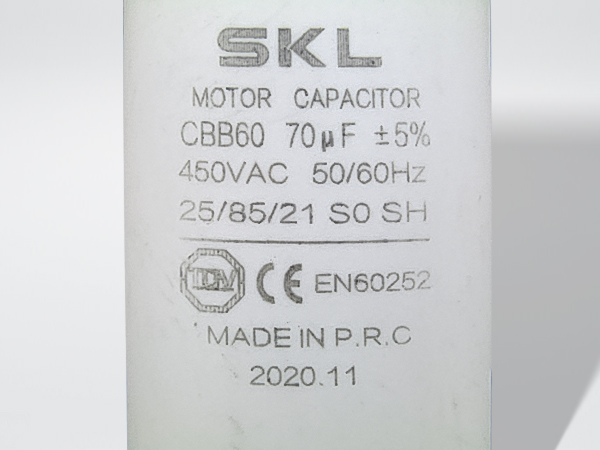 SKL
MOTOR CAPACITOR
CBB60 70μF ±5%
450VAC 50/60Hz
25/85/21 S0 SH
TÜV CE EN60252
MADE IN P.R.C
2020.11